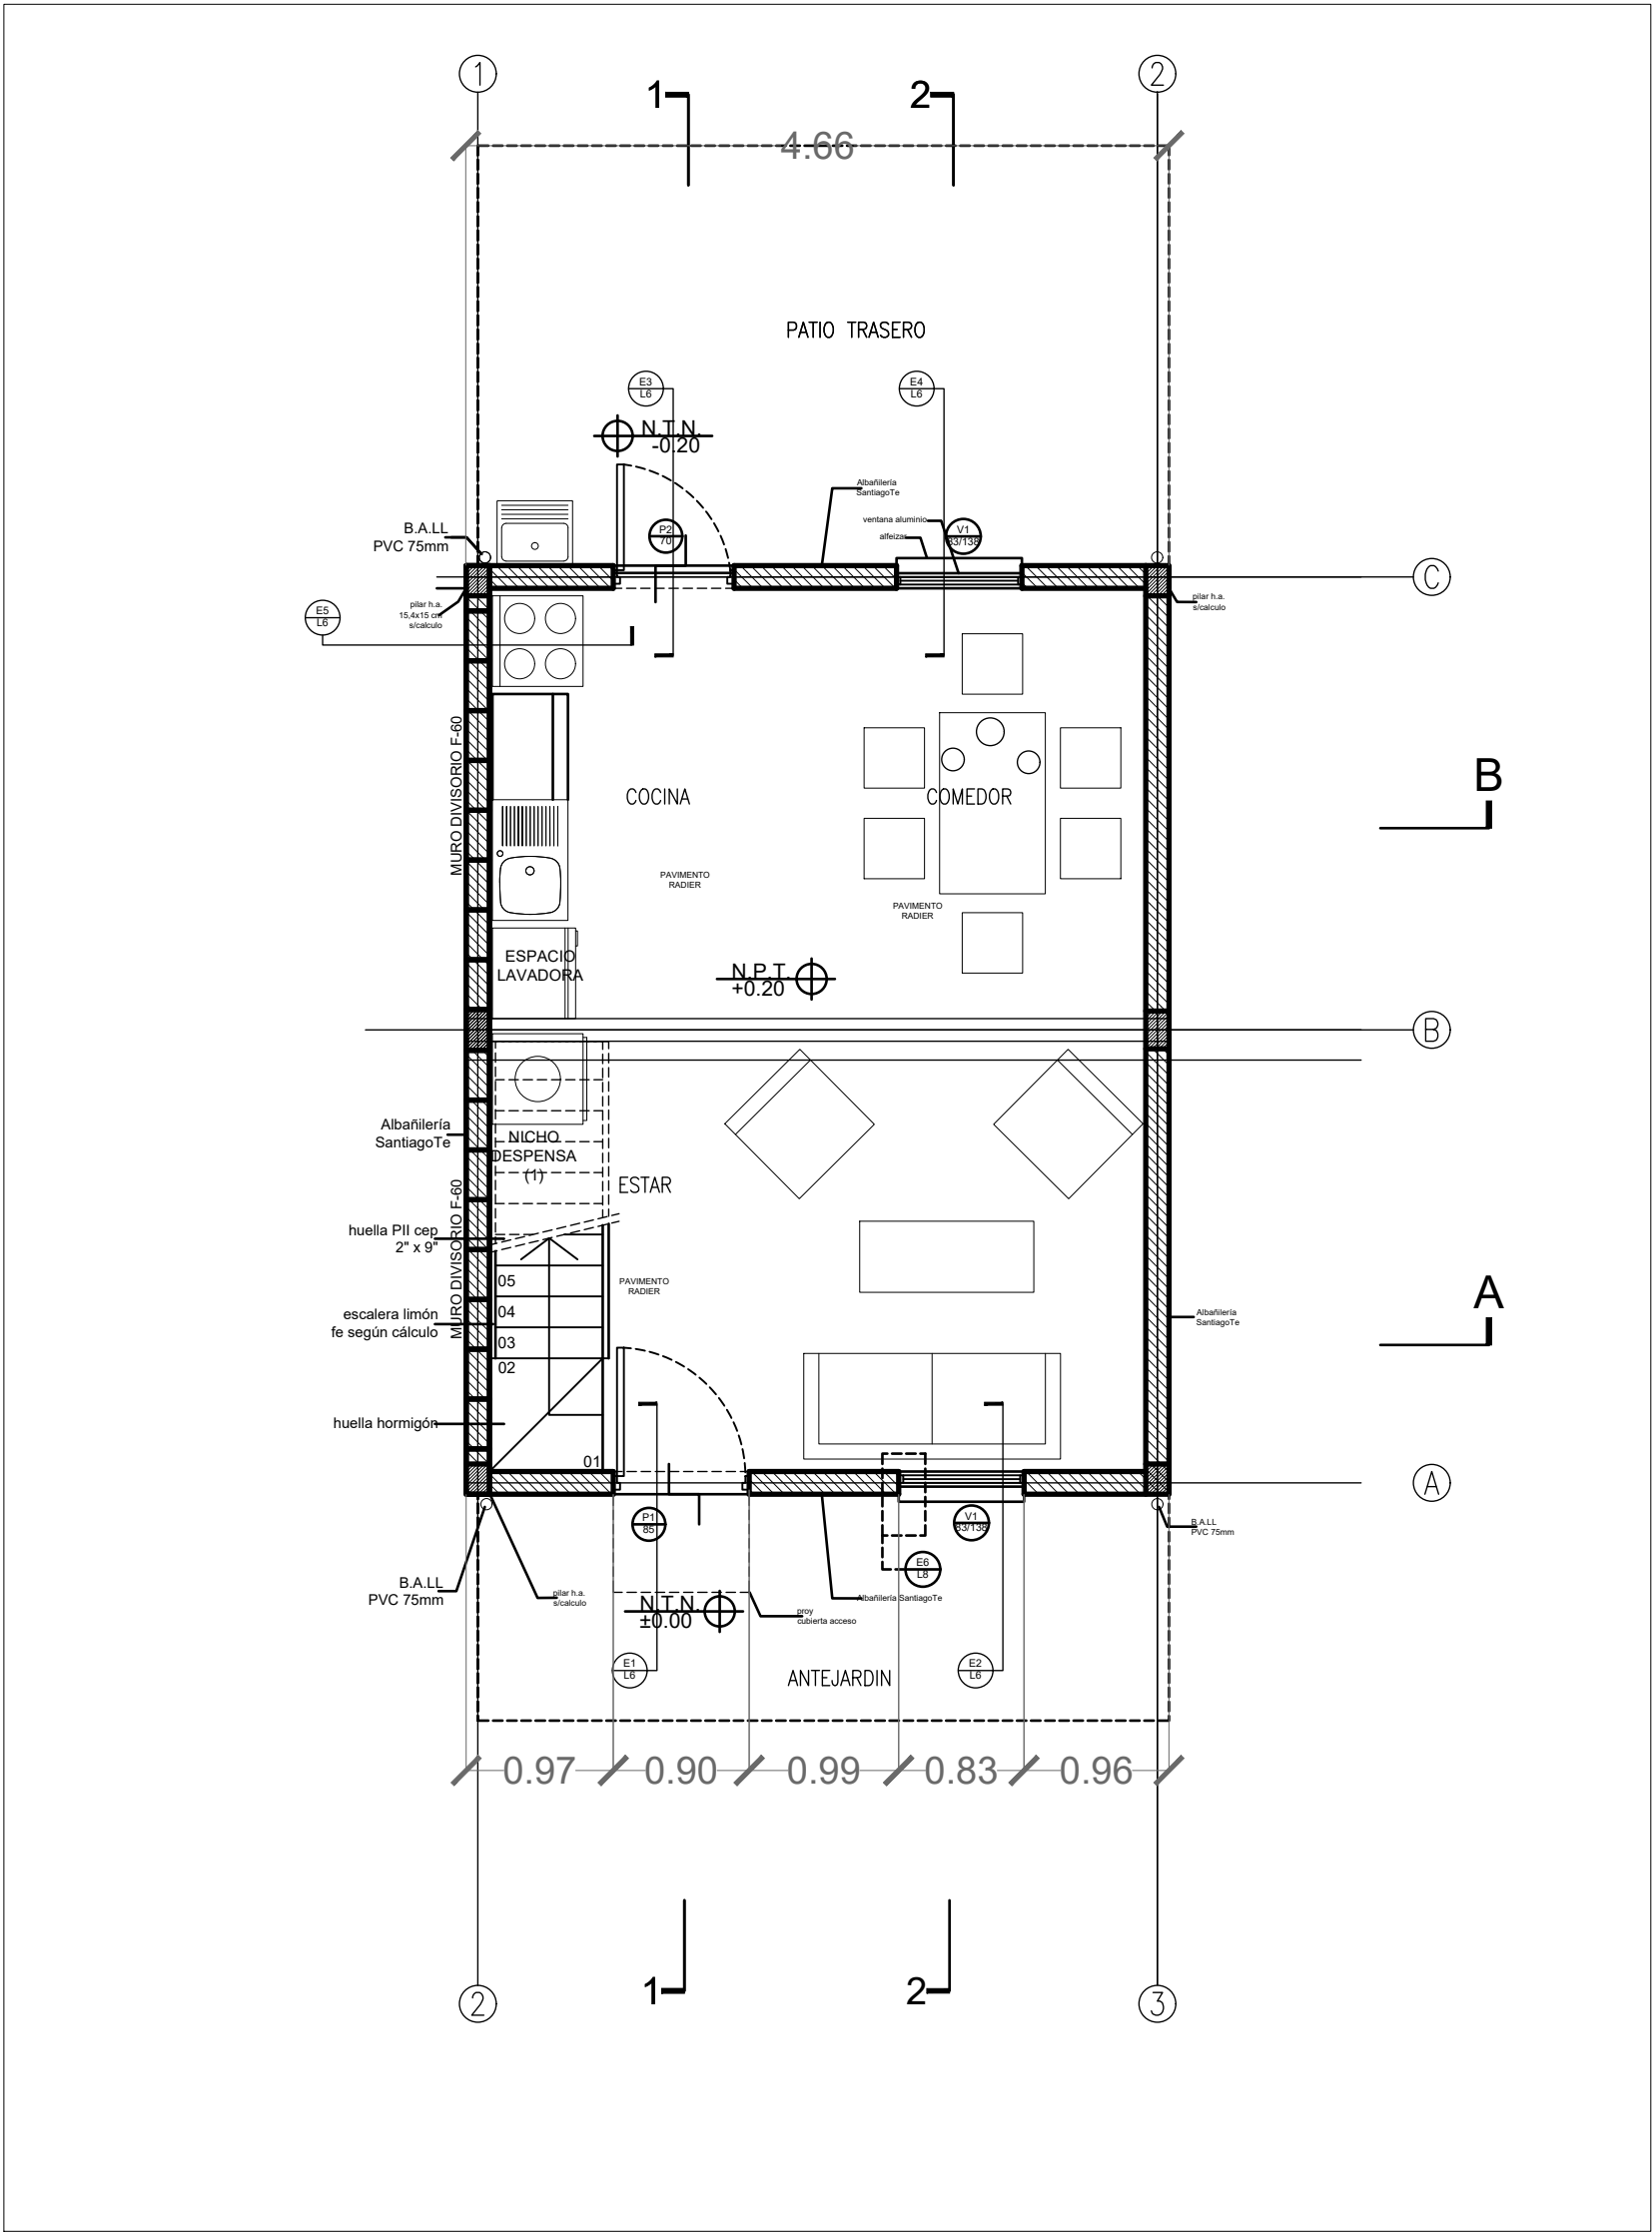 1
2
1
2
4.66
PATIO TRASERO
E3
L6
E4
L6
N.T.N.
-0.20
Albañilería
SantiagoTe
ventana aluminio
alfeizar
V1
83/138
P2
70
B.A.LL
PVC 75mm
C
pilar h.a.
15,4x15 cm
s/calculo
pilar h.a.
s/calculo
E5
L6
MURO DIVISORIO F-60
COCINA
COMEDOR
B
PAVIMENTO
RADIER
PAVIMENTO
RADIER
ESPACIO
LAVADORA
N.P.T.
+0.20
B
Albañilería
SantiagoTe
NICHO
DESPENSA
(1)
ESTAR
huella PII cep
2" x 9"
MURO DIVISORIO F-60
05
04
03
02
01
PAVIMENTO
RADIER
escalera limón
fe según cálculo
A
Albañilería
SantiagoTe
huella hormigón
A
P1
85
V1
83/138
B.A.LL
PVC 75mm
E6
L8
B.A.LL
PVC 75mm
pilar h.a.
s/calculo
Albañilería SantiagoTe
N.T.N.
±0.00
proy
cubierta acceso
E1
L6
E2
L6
ANTEJARDIN
0.97
0.90
0.99
0.83
0.96
1
2
2
3